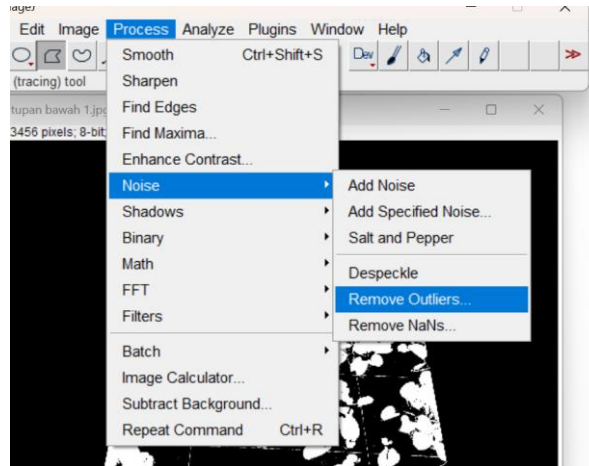 Edit Image Process Analyze Plugins Window Help
Dev
(tracing) tool
tupan bawah 1.jpg
3456 pixels; 8-bit;
Smooth Ctrl+Shift+S
Sharpen
Find Edges
Find Maxima...
Enhance Contrast...
Noise
Shadows
Binary
Math
FFT
Filters
Batch
Image Calculator...
Subtract Background...
Repeat Command Ctrl+R
Add Noise
Add Specified Noise...
Salt and Pepper
Despeckle
Remove Outliers...
Remove NaNs...